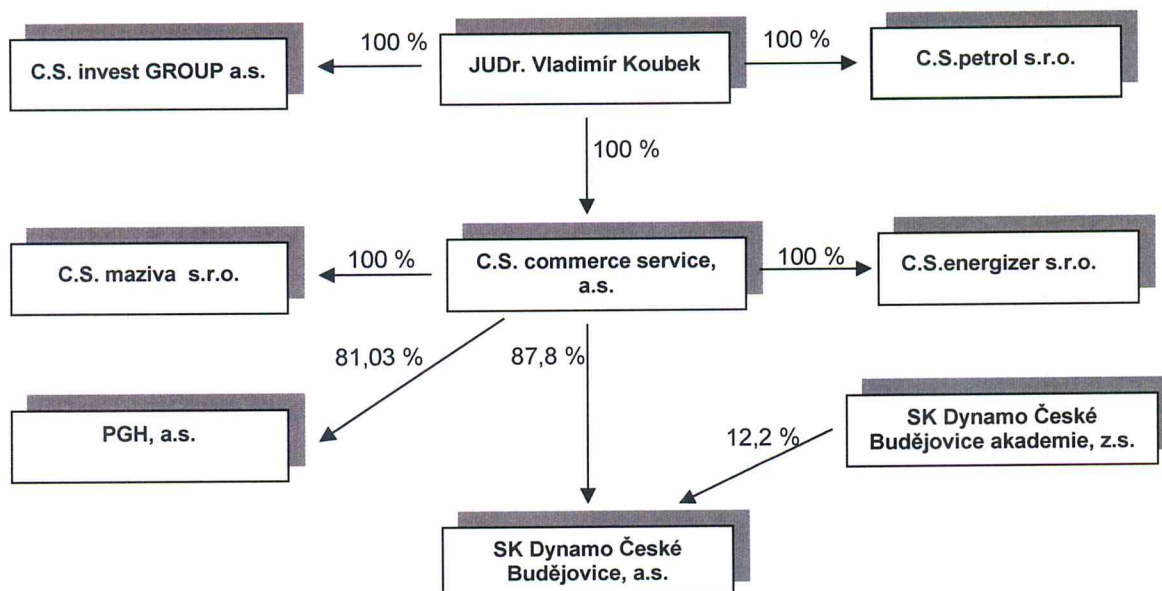 100 %
100 %
C.S. invest GROUP a.s.
JUDr. Vladimír Koubek
C.S.petrol s.r.o.
100 %
C.S. maziva s.r.o.
100 %
C.S. commerce service,
a.s.
100 %
C.S.energizer s.r.o.
81,03 %
87,8 %
PGH, a.s.
12,2 %
SK Dynamo České
Budějovice akademie, z.s.
SK Dynamo České
Budějovice, a.s.